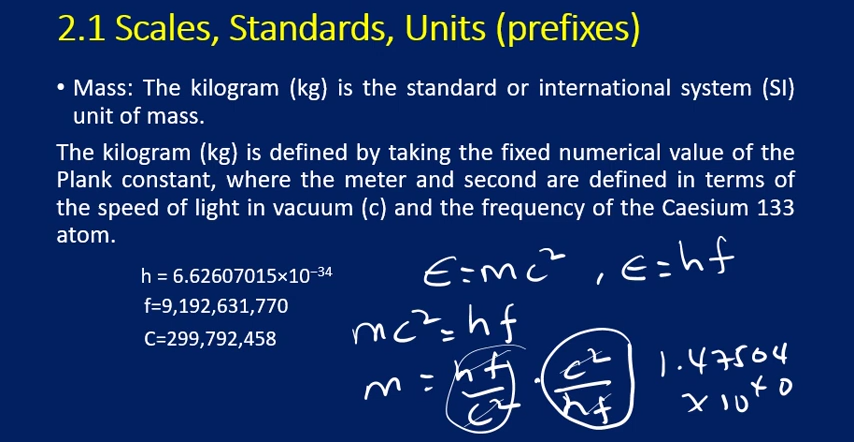 2.1 Scales, Standards, Units (prefixes)
• Mass: The kilogram (kg) is the standard or international system (SI)
unit of mass.
The kilogram (kg) is defined by taking the fixed numerical value of the
Plank constant, where the meter and second are defined in terms of
the speed of light in vacuum (c) and the frequency of the Caesium 133
atom.
h = 6.62607015×10⁻³⁴
f=9,192,631,770
C=299,792,458
E=mc² , E=hf
mc²=hf
m = hf/c² · c²/hf
1.47504
×10⁴⁰